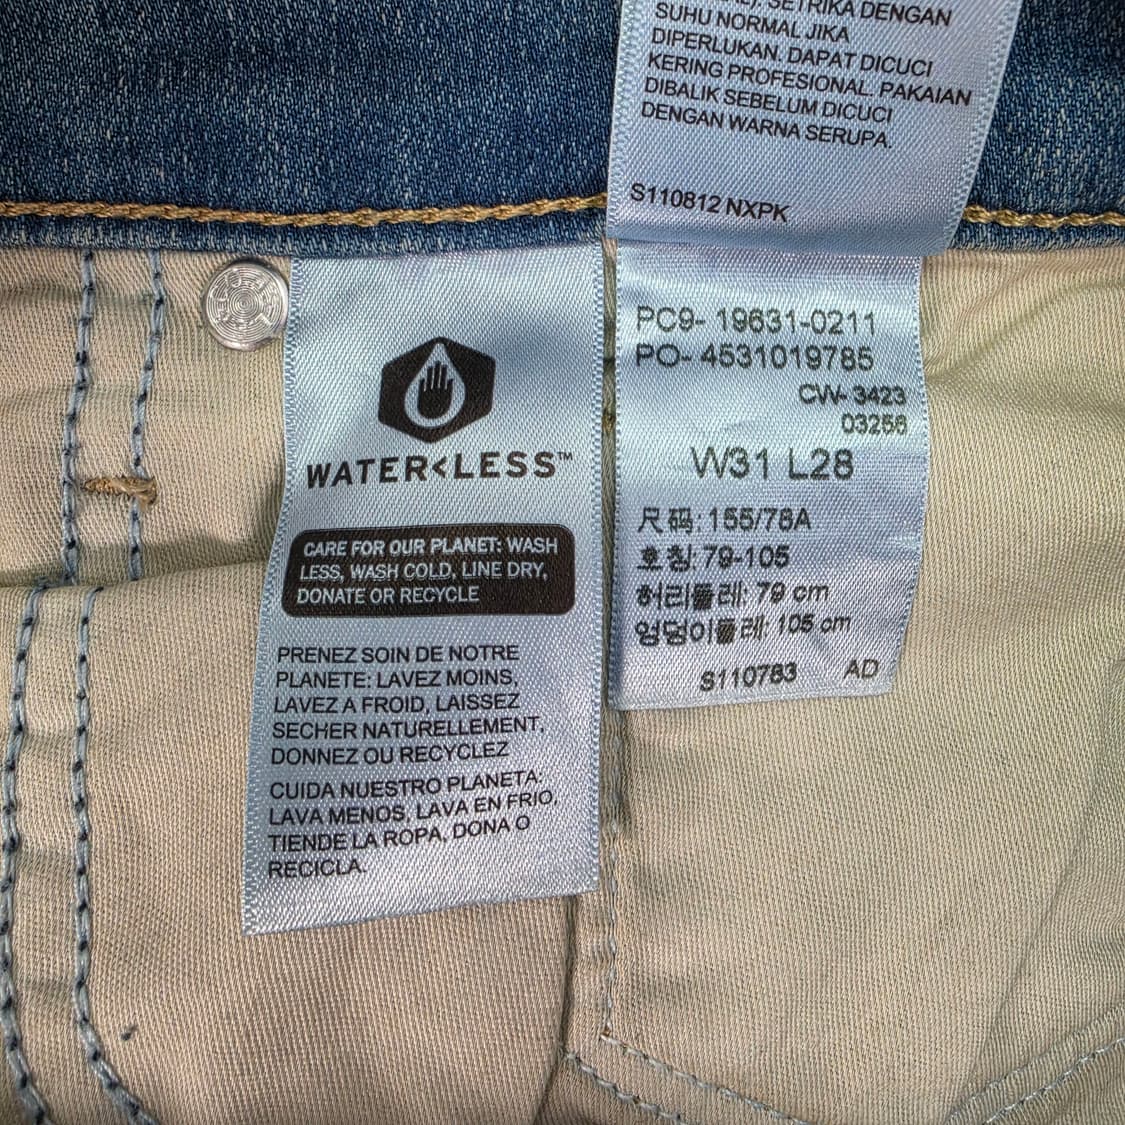 SETRIKA DENGAN
SUHU NORMAL JIKA
DIPERLUKAN. DAPAT DICUCI
KERING PROFESIONAL. PAKAIAN
DIBALIK SEBELUM DICUCI
DENGAN WARNA SERUPA.
S110812 NXPK
WATER<LESS™
CARE FOR OUR PLANET: WASH
LESS, WASH COLD, LINE DRY,
DONATE OR RECYCLE
PRENEZ SOIN DE NOTRE
PLANETE: LAVEZ MOINS,
LAVEZ A FROID, LAISSEZ
SECHER NATURELLEMENT,
DONNEZ OU RECYCLEZ
CUIDA NUESTRO PLANETA:
LAVA MENOS, LAVA EN FRIO,
TIENDE LA ROPA, DONA O
RECICLA.
PC9- 19631-0211
PO- 4531019785
CW- 3423
03256
W31 L28
尺码: 155/78A
호칭: 79-105
허리둘레: 79 cm
엉덩이둘레: 105 cm
S110783 AD